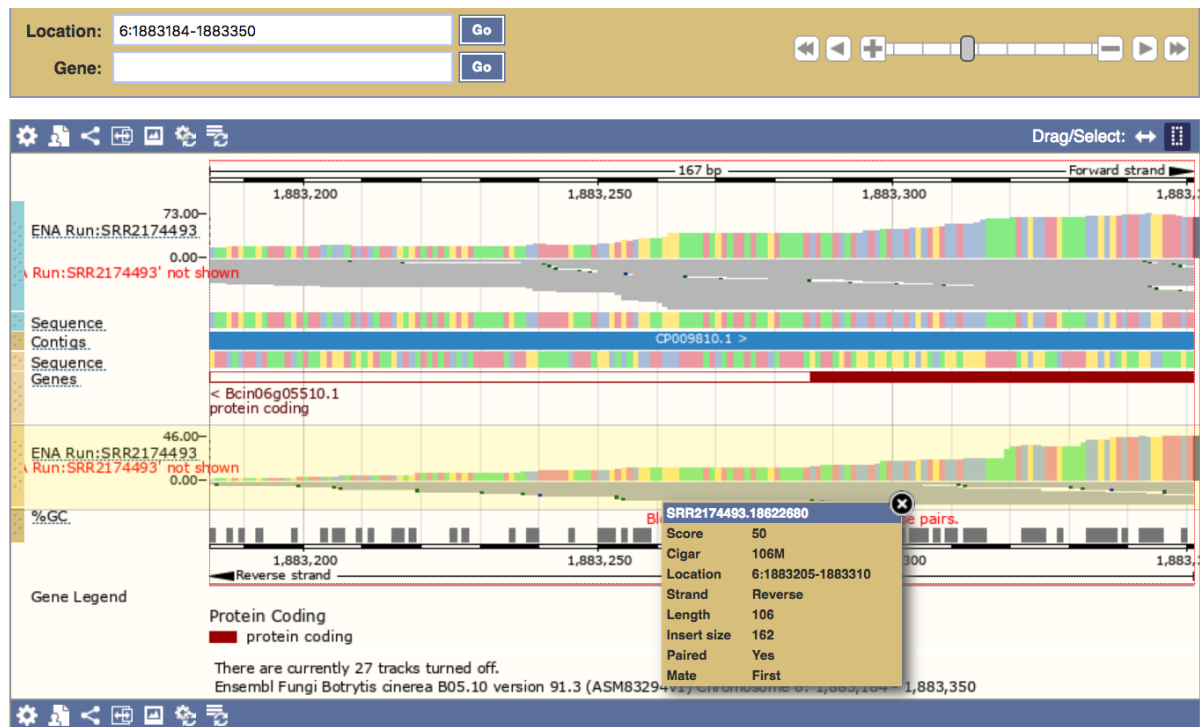 Location: 6:1883184-1883350 Go
Gene: Go
Drag/Select:
167 bp Forward strand
1,883,200 1,883,250 1,883,300 1,883,
73.00
ENA Run:SRR2174493
0.00
Run:SRR2174493' not shown
Sequence
Contigs CP009810.1 >
Sequence
Genes
< Bcin06g05510.1
protein coding
46.00
ENA Run:SRR2174493
Run:SRR2174493' not shown
0.00
%GC
e pairs.
SRR2174493.18622680
Score 50
Cigar 106M
Location 6:1883205-1883310
Strand Reverse
Length 106
Insert size 162
Paired Yes
Mate First
1,883,200 1,883,250 300 1,883,
Reverse strand
Gene Legend
Protein Coding
protein coding
There are currently 27 tracks turned off.
Ensembl Fungi Botrytis cinerea B05.10 version 91.3 (ASM83294v1) Chromosome 6: 1,883,184 - 1,883,350